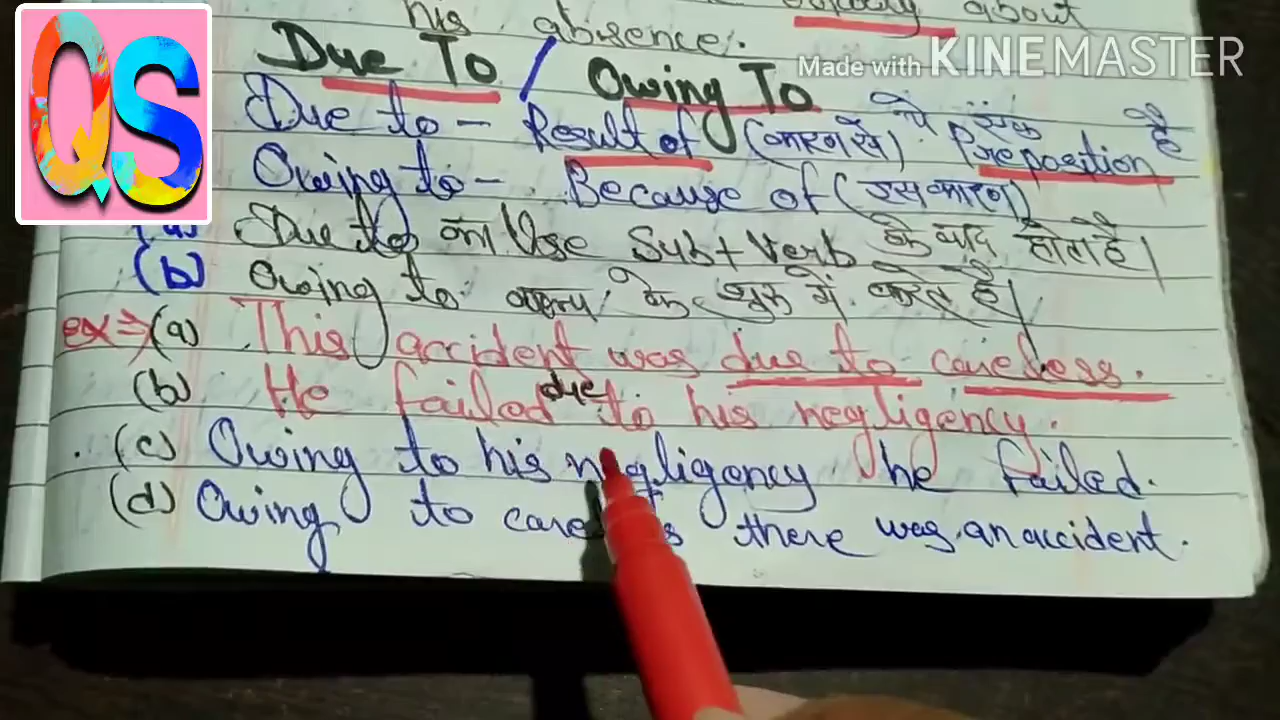 about
his absence.
QS
Made with KINEMASTER
Due To / Owing To
Due to - Result of (कारण से) ये एक Preposition है
Owing to - Because of (इस कारण)
Due to का Use Sub + Verb के बाद होता है।
(b) Owing to वाक्य के शुरू में करते हैं।
ex ⇒ (a) This accident was due to careless.
(b) He failed due to his negligency.
(c) Owing to his negligency he failed.
(d) Owing to there was an accident.